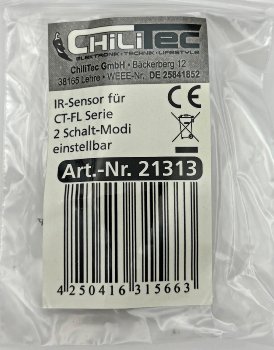 CHILITEC
ELEKTRONIK • TECHNIK • LIFESTYLE
ChiliTec GmbH • Bäckerberg 12
38165 Lehre • WEEE-Nr. DE 25841852
IR-Sensor für
CT-FL Serie
2 Schalt-Modi
einstellbar
CE
Art.-Nr. 21313
4 250416 315663